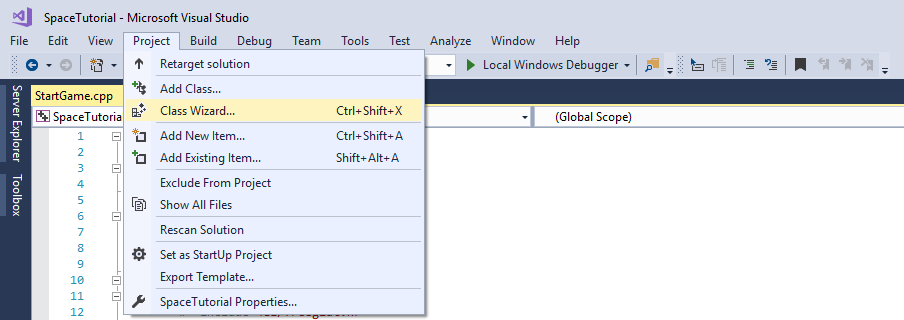 SpaceTutorial - Microsoft Visual Studio
File Edit View Project Build Debug Team Tools Test Analyze Window Help
Local Windows Debugger
Server Explorer
Toolbox
StartGame.cpp
SpaceTutoria
(Global Scope)
Retarget solution
Add Class...
Class Wizard... Ctrl+Shift+X
Add New Item... Ctrl+Shift+A
Add Existing Item... Shift+Alt+A
Exclude From Project
Show All Files
Rescan Solution
Set as StartUp Project
Export Template...
SpaceTutorial Properties...
1
2
3
4
5
6
7
8
9
10
11
12